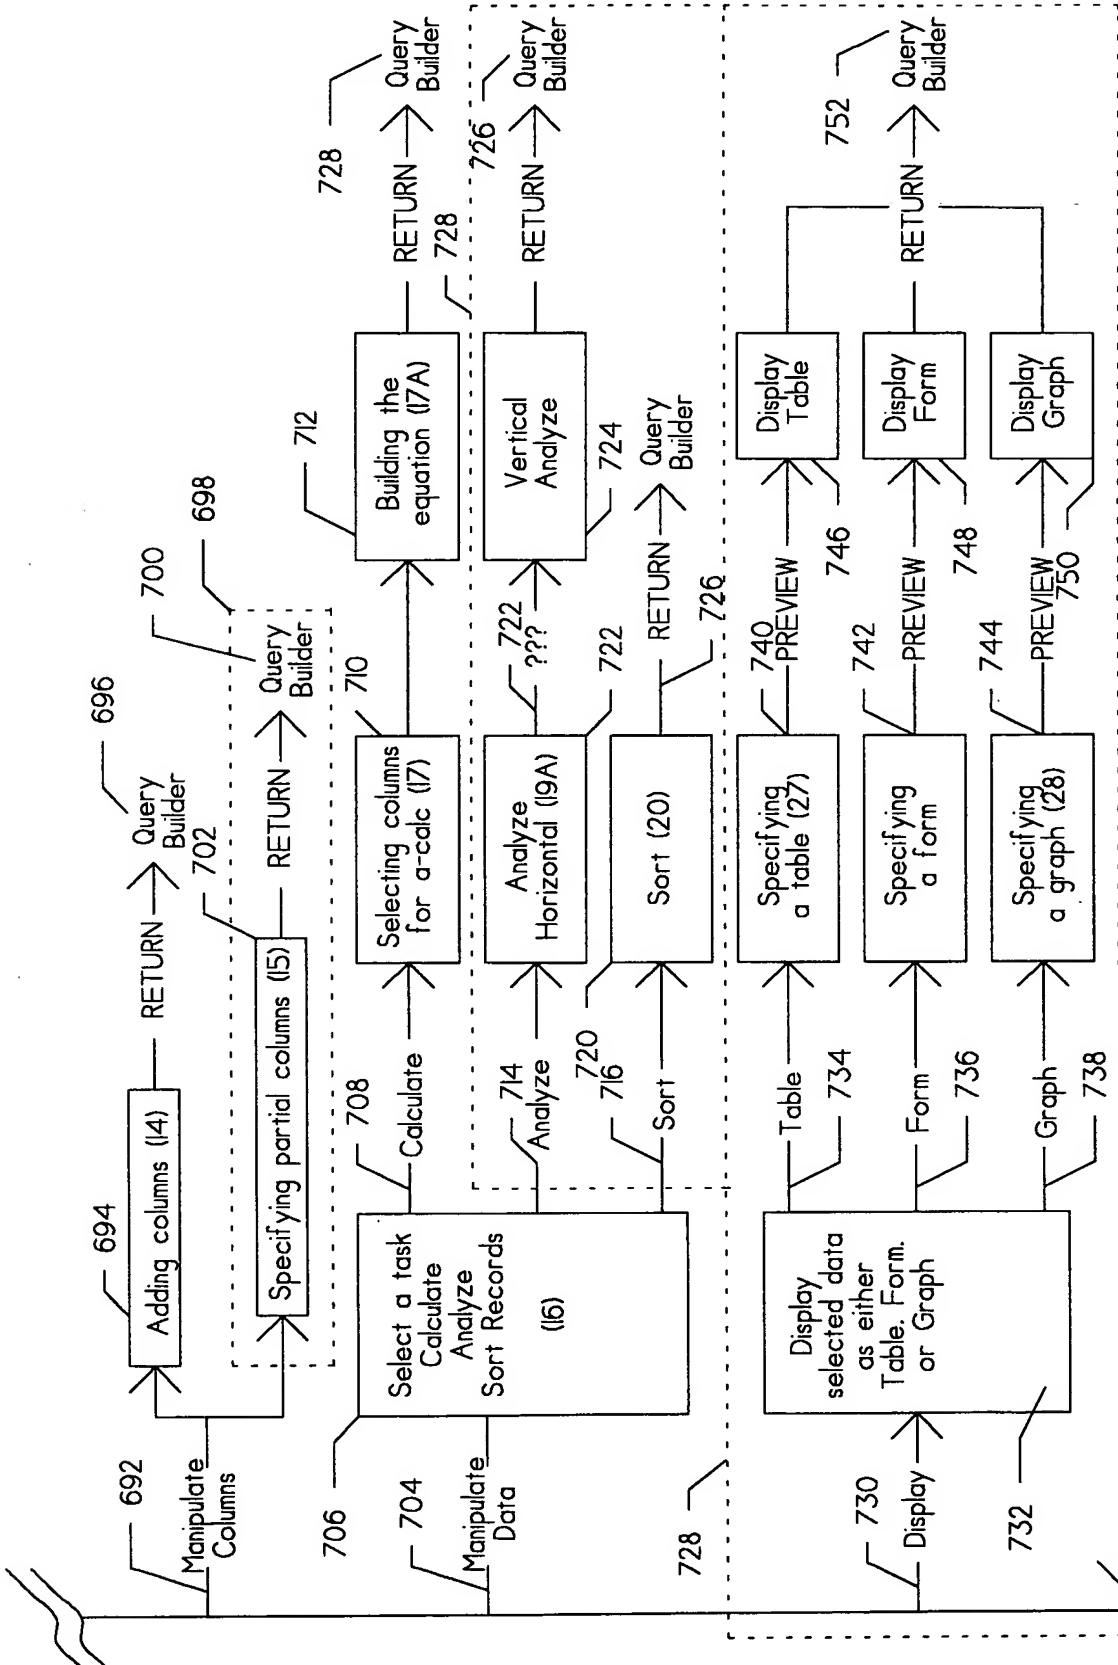 692
Manipulate
Columns
694
Adding columns (14)
RETURN
Query
Builder
696
698
700
702
Specifying partial columns (15)
RETURN
Query
Builder
704
Manipulate
Data
706
Select a task
Calculate
Analyze
Sort Records
(16)
708
Calculate
710
Selecting columns
for a-calc (17)
712
Building the
equation (17A)
RETURN
Query
Builder
728
728
714
Analyze
Analyze
Horizontal (19A)
722
722
???
Vertical
Analyze
724
RETURN
Query
Builder
726
716
Sort
720
Sort (20)
RETURN
726
Query
Builder
728
730
Display
732
Display
selected data
as either
Table. Form.
or Graph
Table
734
Specifying
a table (27)
740
PREVIEW
Display
Table
746
Form
736
Specifying
a form
742
PREVIEW
Display
Form
748
Graph
738
Specifying
a graph (28)
744
PREVIEW
750
Display
Graph
RETURN
752
Query
Builder